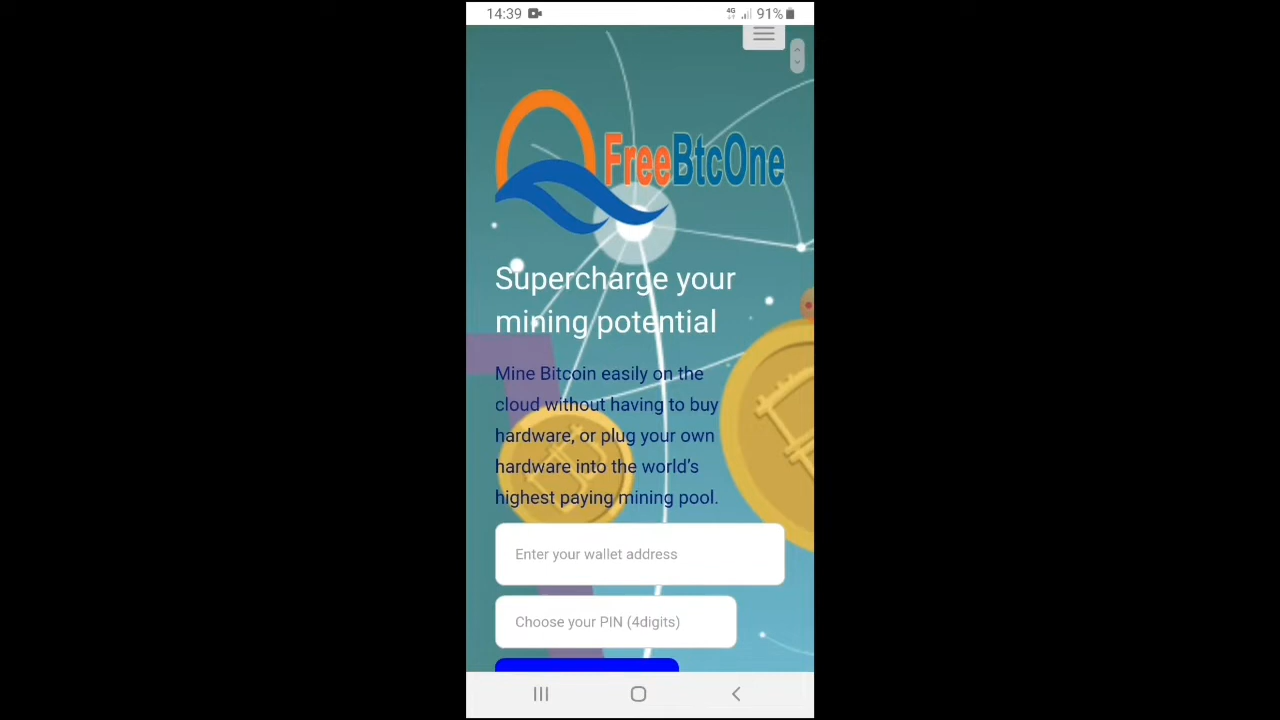 14:39 4G 91%
FreeBtcOne
Supercharge your
mining potential
Mine Bitcoin easily on the
cloud without having to buy
hardware, or plug your own
hardware into the world’s
highest paying mining pool.
Enter your wallet address
Choose your PIN (4digits)